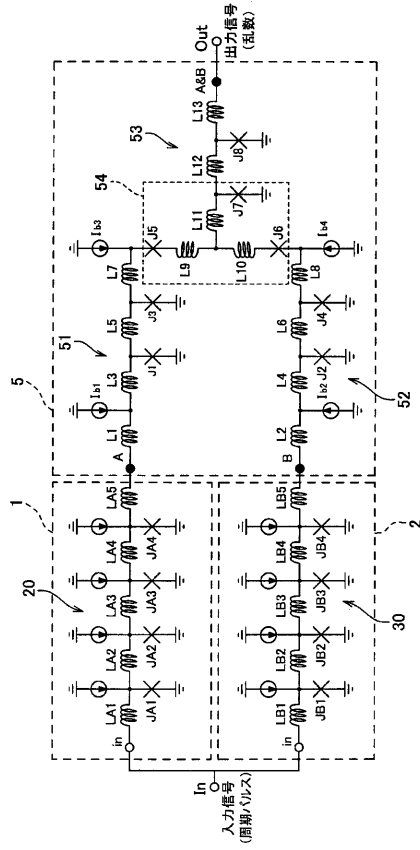 In
入力信号
(周期パルス)
1
20
in
LA1
JA1
LA2
JA2
LA3
JA3
LA4
JA4
LA5
2
30
in
LB1
JB1
LB2
JB2
LB3
JB3
LB4
JB4
LB5
5
51
A
L1
Ib1
L3
J1
L5
J3
L7
Ib3
52
B
L2
Ib2
L4
J2
L6
J4
L8
Ib4
54
J5
L9
L10
J6
L11
J7
53
L12
J8
L13
A&B
Out
出力信号
(乱数)